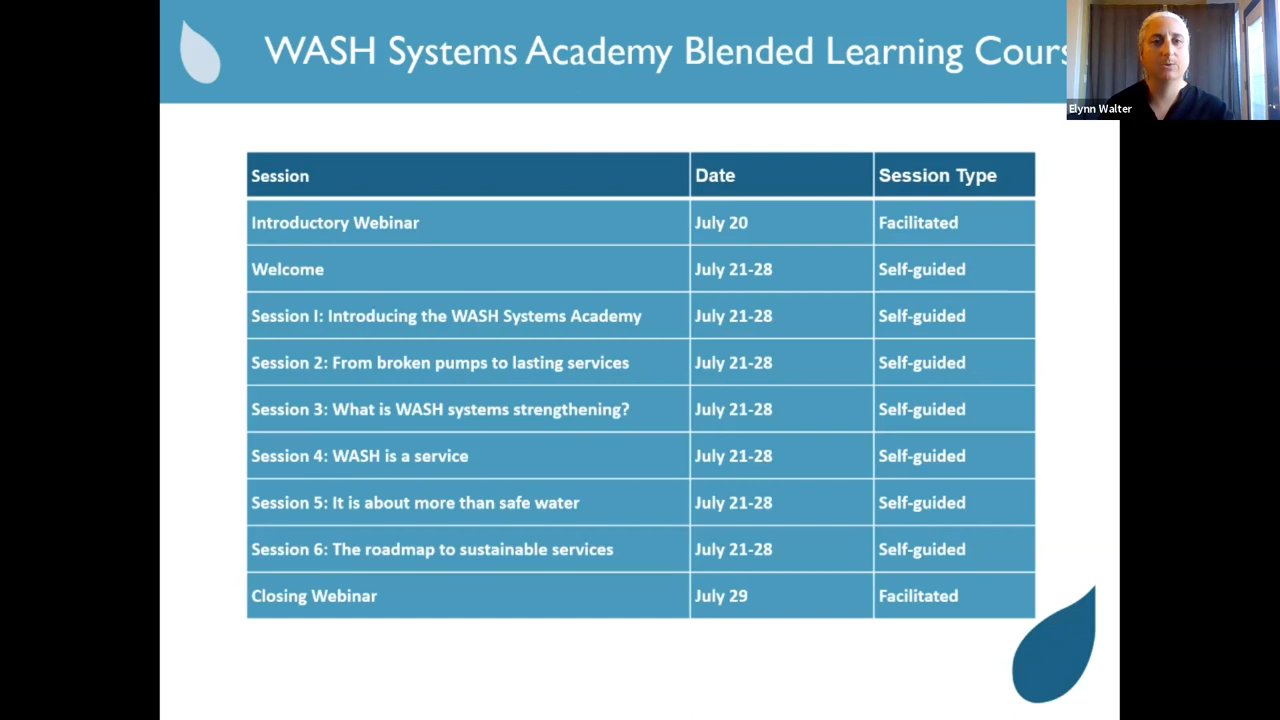 WASH Systems Academy Blended Learning Cours
Elynn Walter
Session Date Session Type
Introductory Webinar July 20 Facilitated
Welcome July 21-28 Self-guided
Session I: Introducing the WASH Systems Academy July 21-28 Self-guided
Session 2: From broken pumps to lasting services July 21-28 Self-guided
Session 3: What is WASH systems strengthening? July 21-28 Self-guided
Session 4: WASH is a service July 21-28 Self-guided
Session 5: It is about more than safe water July 21-28 Self-guided
Session 6: The roadmap to sustainable services July 21-28 Self-guided
Closing Webinar July 29 Facilitated